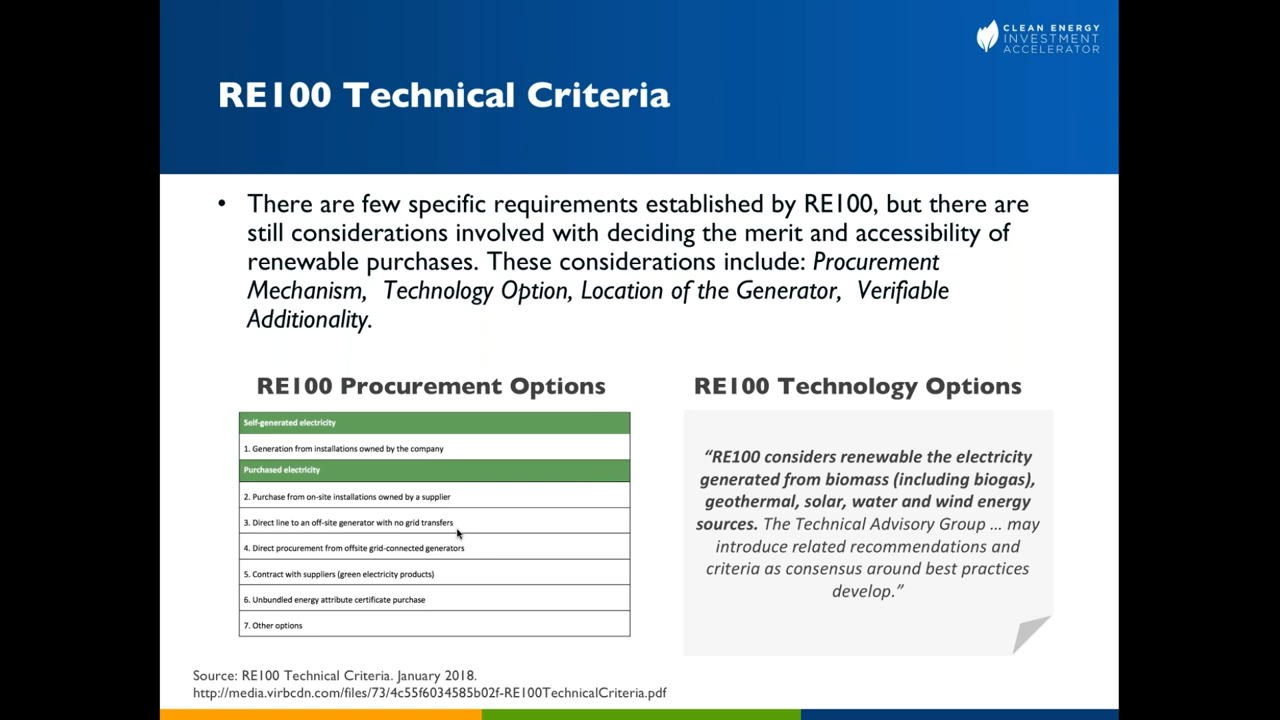 CLEAN ENERGY
INVESTMENT
ACCELERATOR
RE100 Technical Criteria
• There are few specific requirements established by RE100, but there are
still considerations involved with deciding the merit and accessibility of
renewable purchases. These considerations include: Procurement
Mechanism, Technology Option, Location of the Generator, Verifiable
Additionality.
RE100 Procurement Options
Self-generated electricity
1. Generation from installations owned by the company
Purchased electricity
2. Purchase from on-site installations owned by a supplier
3. Direct line to an off-site generator with no grid transfers
4. Direct procurement from offsite grid-connected generators
5. Contract with suppliers (green electricity products)
6. Unbundled energy attribute certificate purchase
7. Other options
RE100 Technology Options
“RE100 considers renewable the electricity
generated from biomass (including biogas),
geothermal, solar, water and wind energy
sources. The Technical Advisory Group … may
introduce related recommendations and
criteria as consensus around best practices
develop.”
Source: RE100 Technical Criteria. January 2018.
http://media.virbcdn.com/files/73/4c55f6034585b02f-RE100TechnicalCriteria.pdf